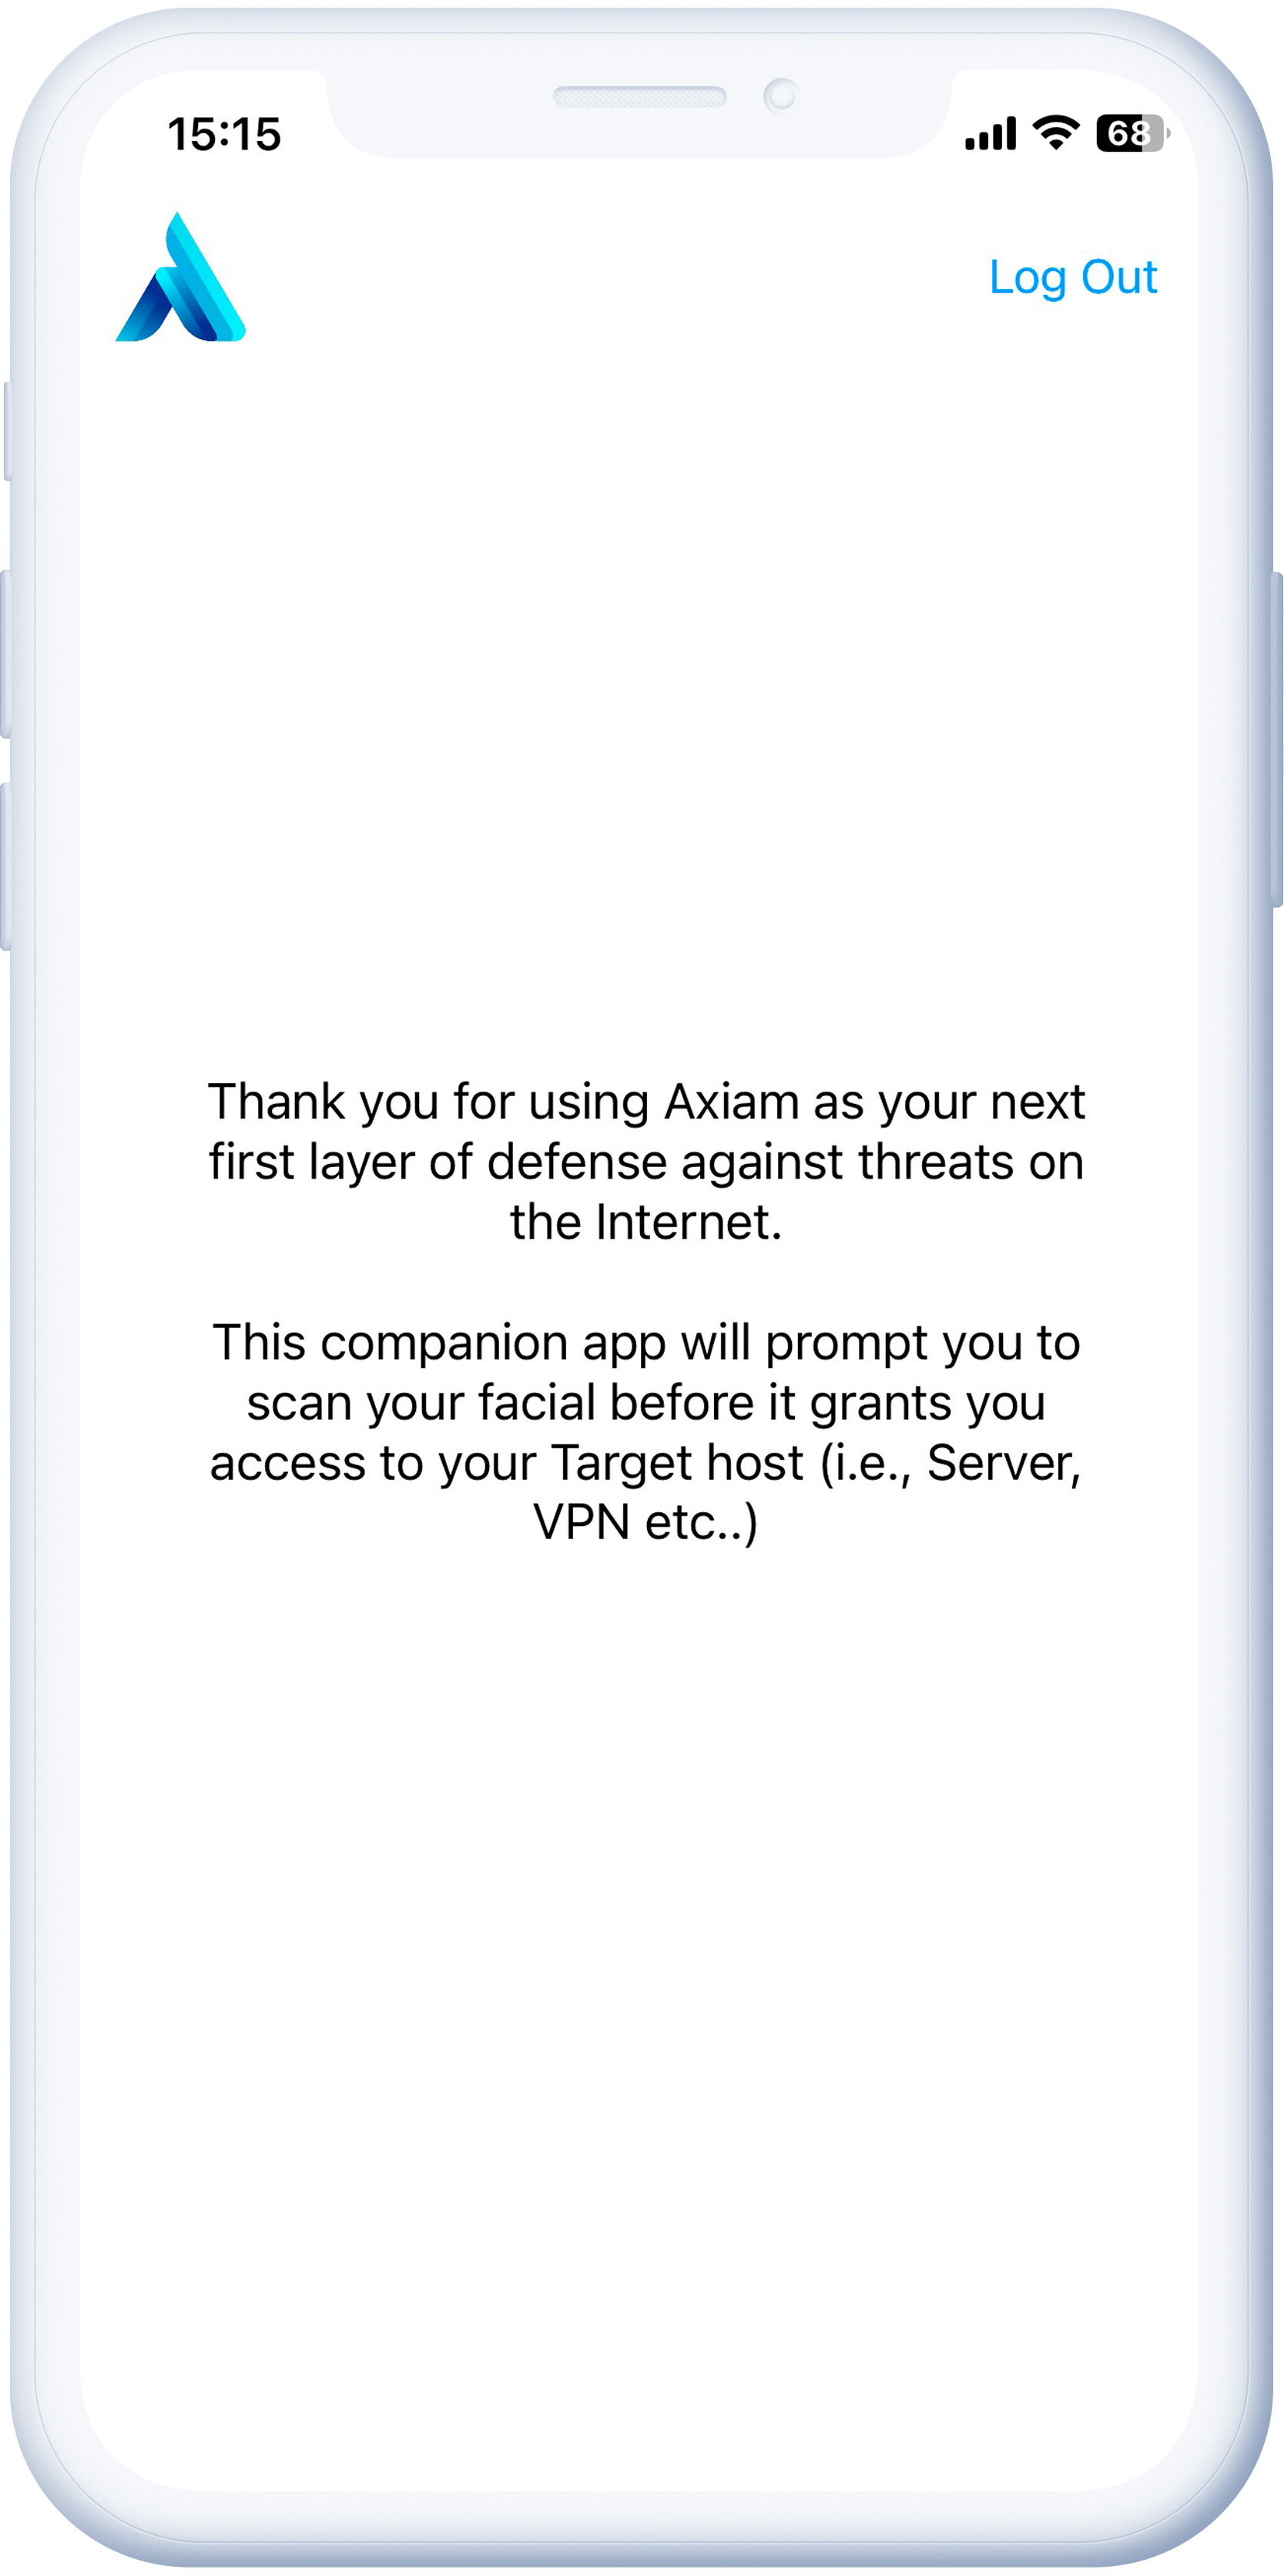 15:15
68
Log Out
Thank you for using Axiam as your next
first layer of defense against threats on
the Internet.
This companion app will prompt you to
scan your facial before it grants you
access to your Target host (i.e., Server,
VPN etc..)